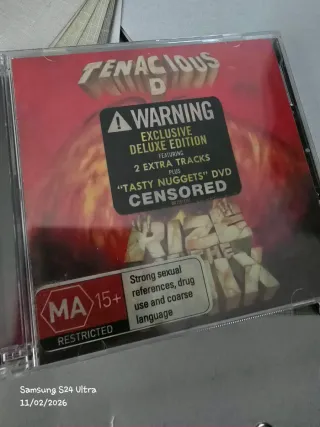 TENACIOUS
D
WARNING
EXCLUSIVE
DELUXE EDITION
FEATURING
2 EXTRA TRACKS
PLUS
"TASTY NUGGETS" DVD
CENSORED
RIZE
MA 15+
RESTRICTED
Strong sexual
references, drug
use and coarse
language
Samsung S24 Ultra
11/02/2026